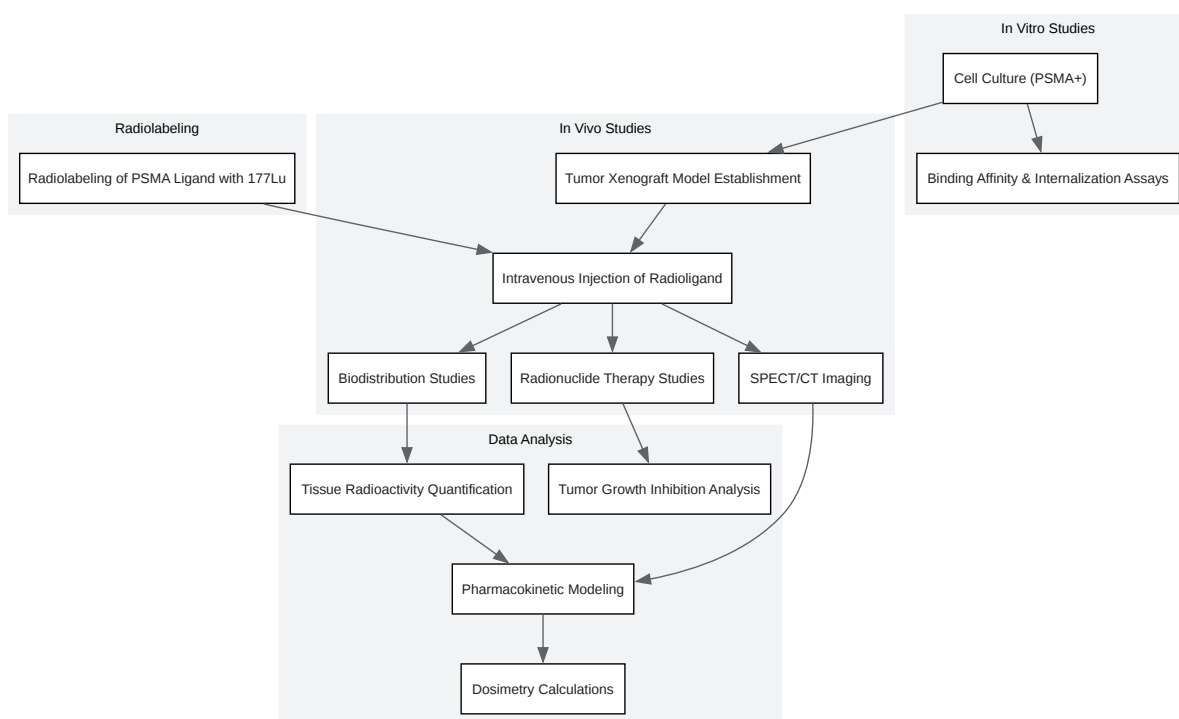 In Vitro Studies
Cell Culture (PSMA+)
Radiolabeling
In Vivo Studies
Radiolabeling of PSMA Ligand with 177Lu
Tumor Xenograft Model Establishment
Binding Affinity & Internalization Assays
Intravenous Injection of Radioligand
Biodistribution Studies
Radionuclide Therapy Studies
SPECT/CT Imaging
Data Analysis
Tissue Radioactivity Quantification
Tumor Growth Inhibition Analysis
Pharmacokinetic Modeling
Dosimetry Calculations